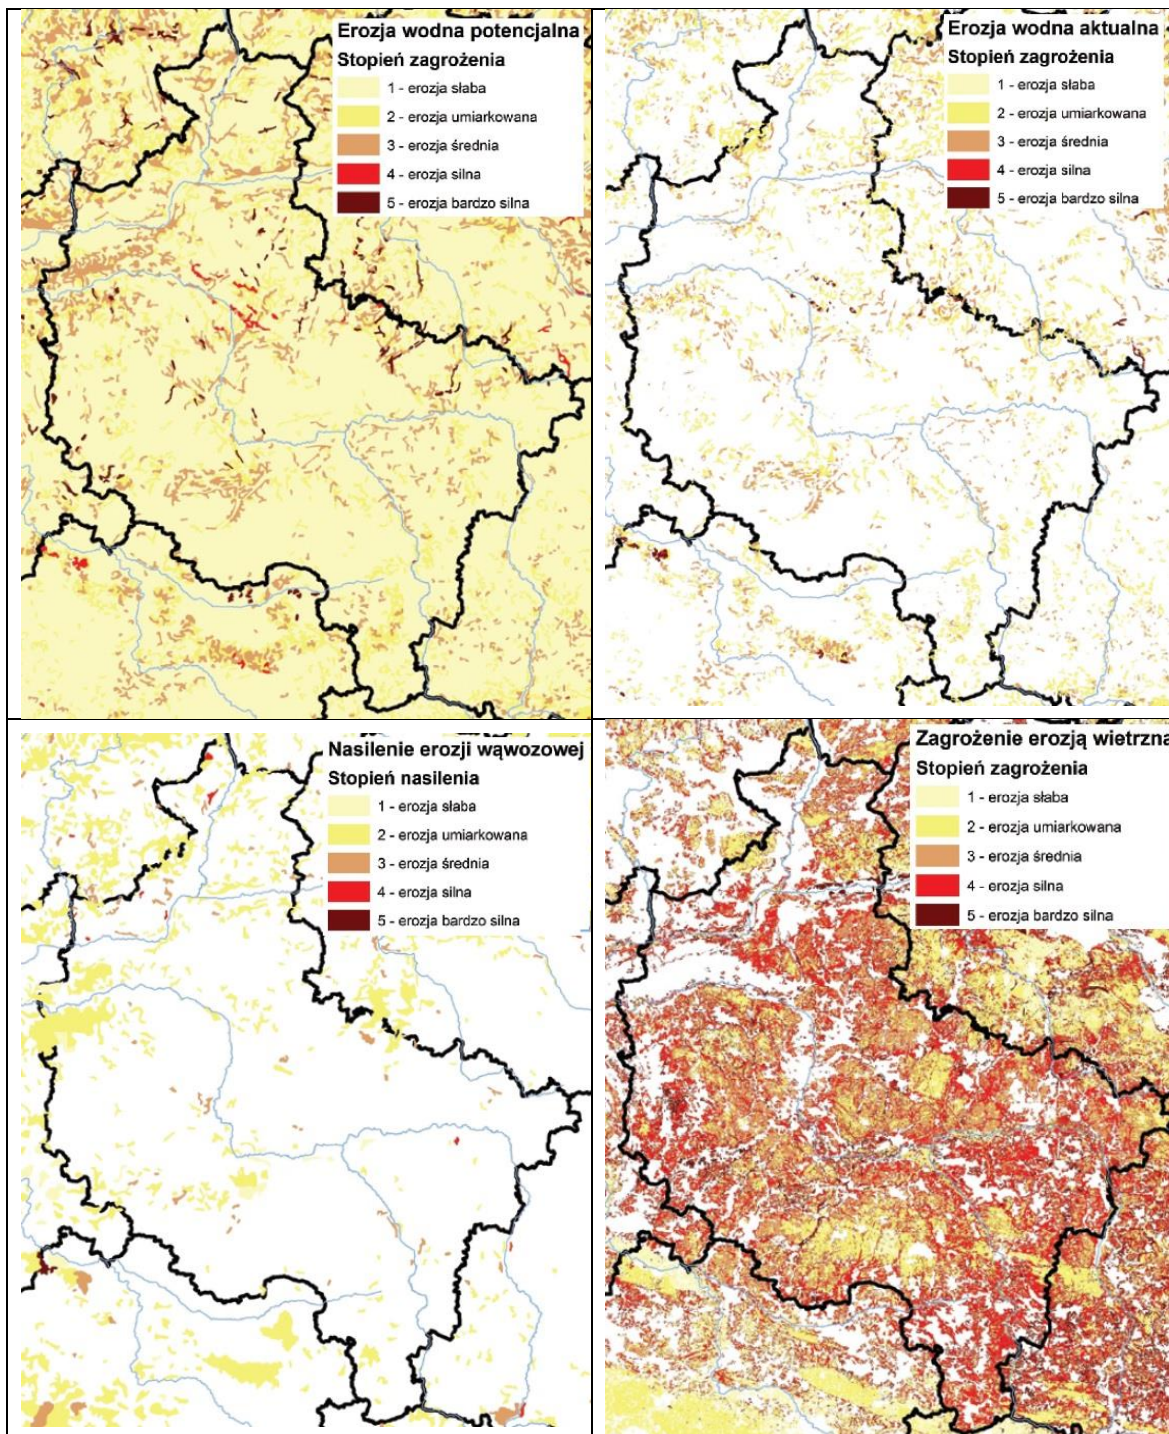 Erozja wodna potencjalna
Stopień zagrożenia
1 - erozja słaba
2 - erozja umiarkowana
3 - erozja średnia
4 - erozja silna
5 - erozja bardzo silna
Erozja wodna aktualna
Stopień zagrożenia
1 - erozja słaba
2 - erozja umiarkowana
3 - erozja średnia
4 - erozja silna
5 - erozja bardzo silna
Nasilenie erozji wąwozowej
Stopień nasilenia
1 - erozja słaba
2 - erozja umiarkowana
3 - erozja średnia
4 - erozja silna
5 - erozja bardzo silna
Zagrożenie erozją wietrzna
Stopień zagrożenia
1 - erozja słaba
2 - erozja umiarkowana
3 - erozja średnia
4 - erozja silna
5 - erozja bardzo silna